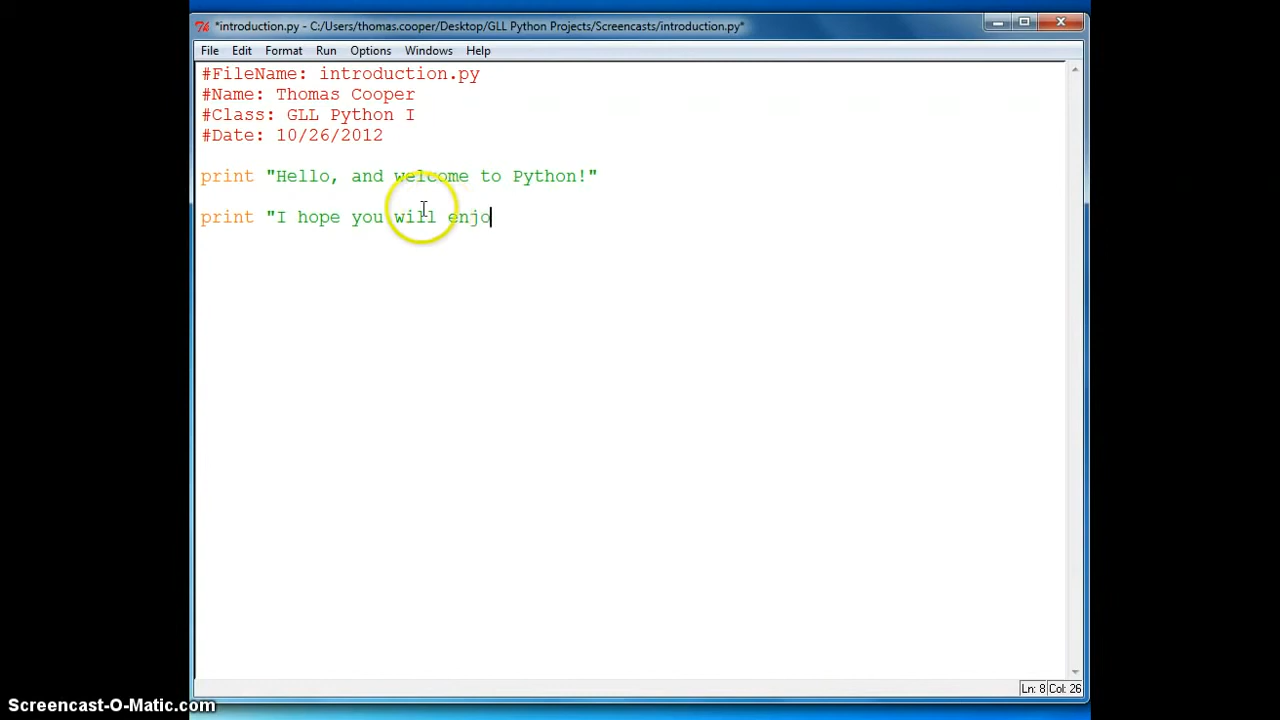 *introduction.py - C:/Users/thomas.cooper/Desktop/GLL Python Projects/Screencasts/introduction.py*
File Edit Format Run Options Windows Help
#FileName: introduction.py
#Name: Thomas Cooper
#Class: GLL Python I
#Date: 10/26/2012
print "Hello, and welcome to Python!"
print "I hope you will enjo
Ln: 8 Col: 26
Screencast-O-Matic.com